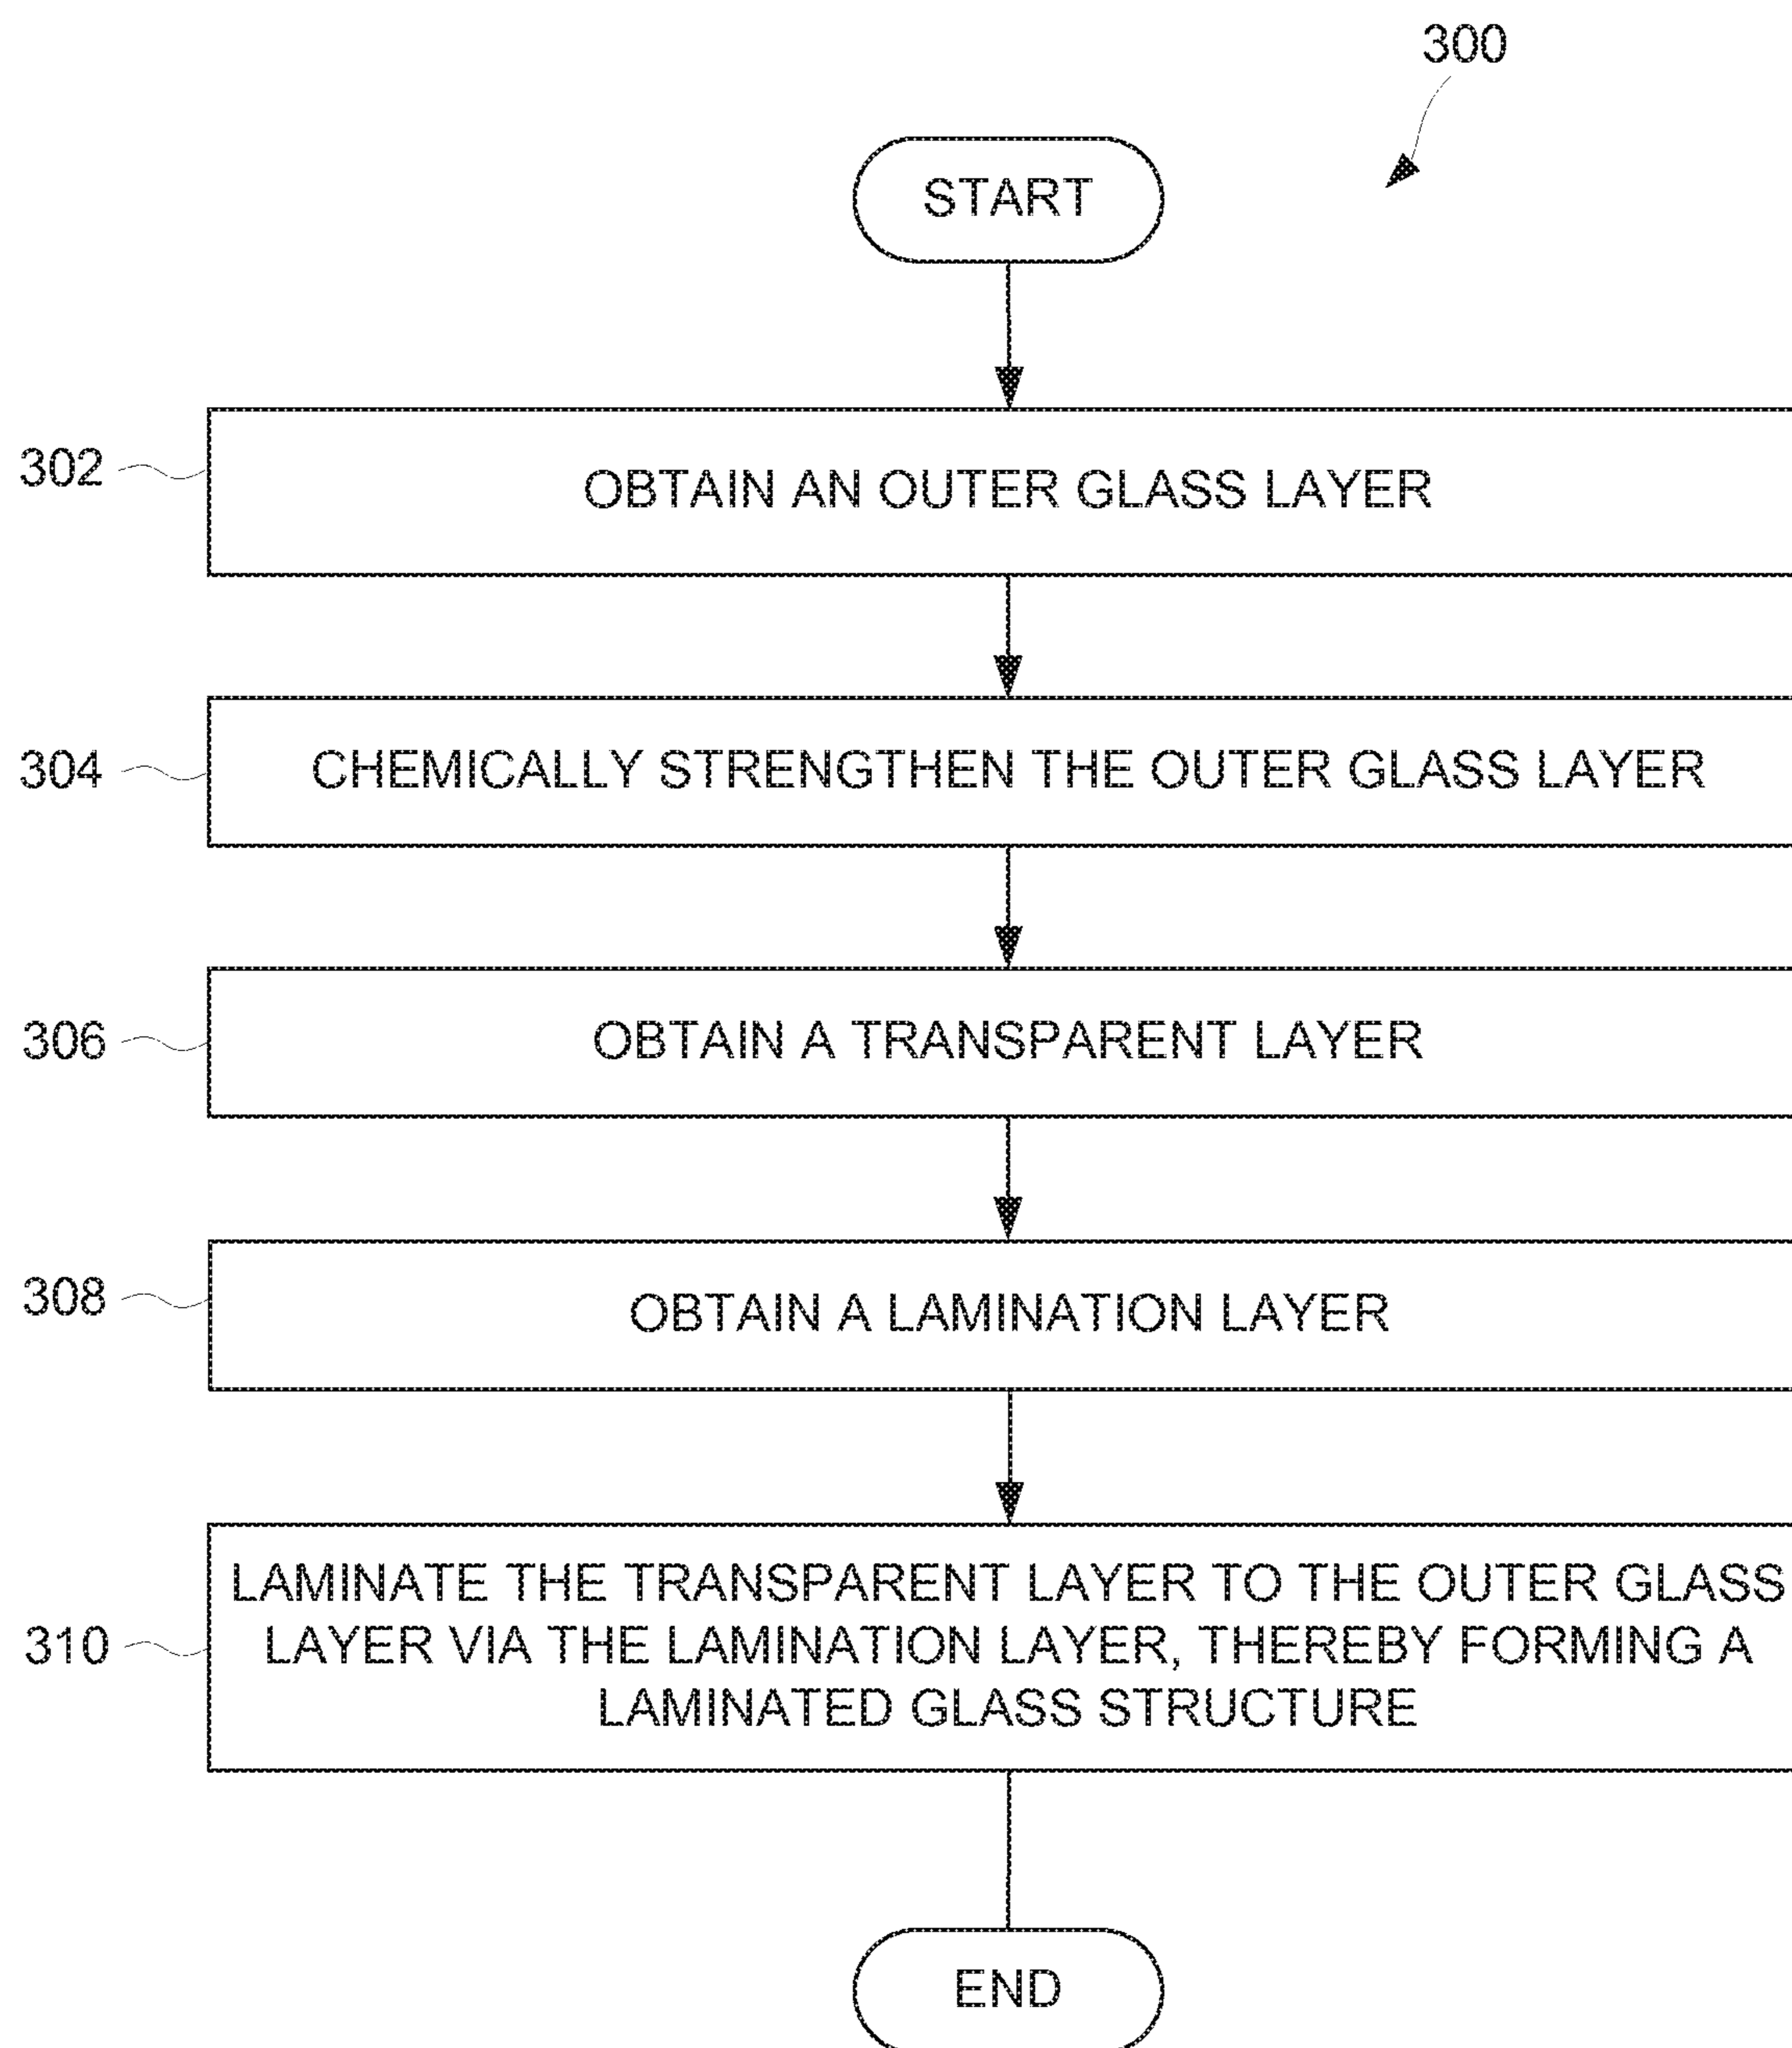 300
START
302
OBTAIN AN OUTER GLASS LAYER
304
CHEMICALLY STRENGTHEN THE OUTER GLASS LAYER
306
OBTAIN A TRANSPARENT LAYER
308
OBTAIN A LAMINATION LAYER
310
LAMINATE THE TRANSPARENT LAYER TO THE OUTER GLASS
LAYER VIA THE LAMINATION LAYER, THEREBY FORMING A
LAMINATED GLASS STRUCTURE
END